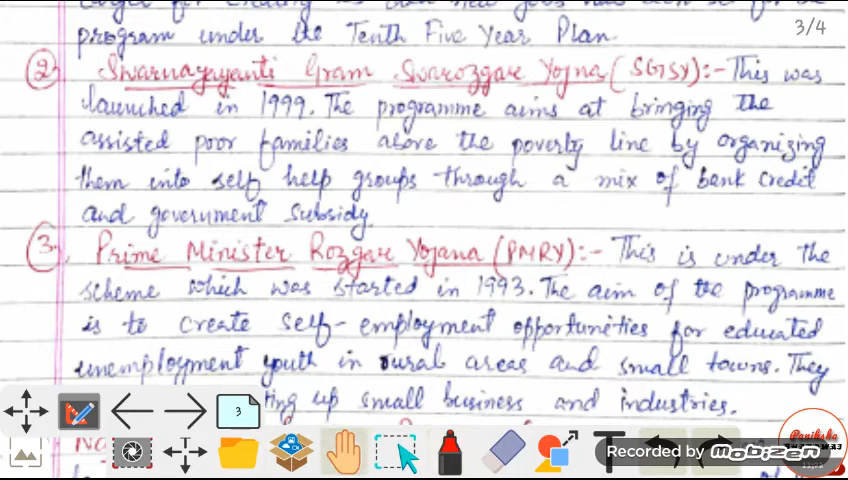 3/4
program under the Tenth Five Year Plan.
② Swarnajayanti Gram Swarozgar Yojna (SGSY):- This was
launched in 1999. The programme aims at bringing the
assisted poor families above the poverty line by organizing
them into self help groups through a mix of bank credit
and government subsidy.
③. Prime Minister Rozgar Yojana (PMRY):- This is under the
scheme which was started in 1993. The aim of the programme
is to create self-employment opportunities for educated
unemployment youth in rural areas and small towns. They
ting up small business and industries.
3
Recorded by mobizen